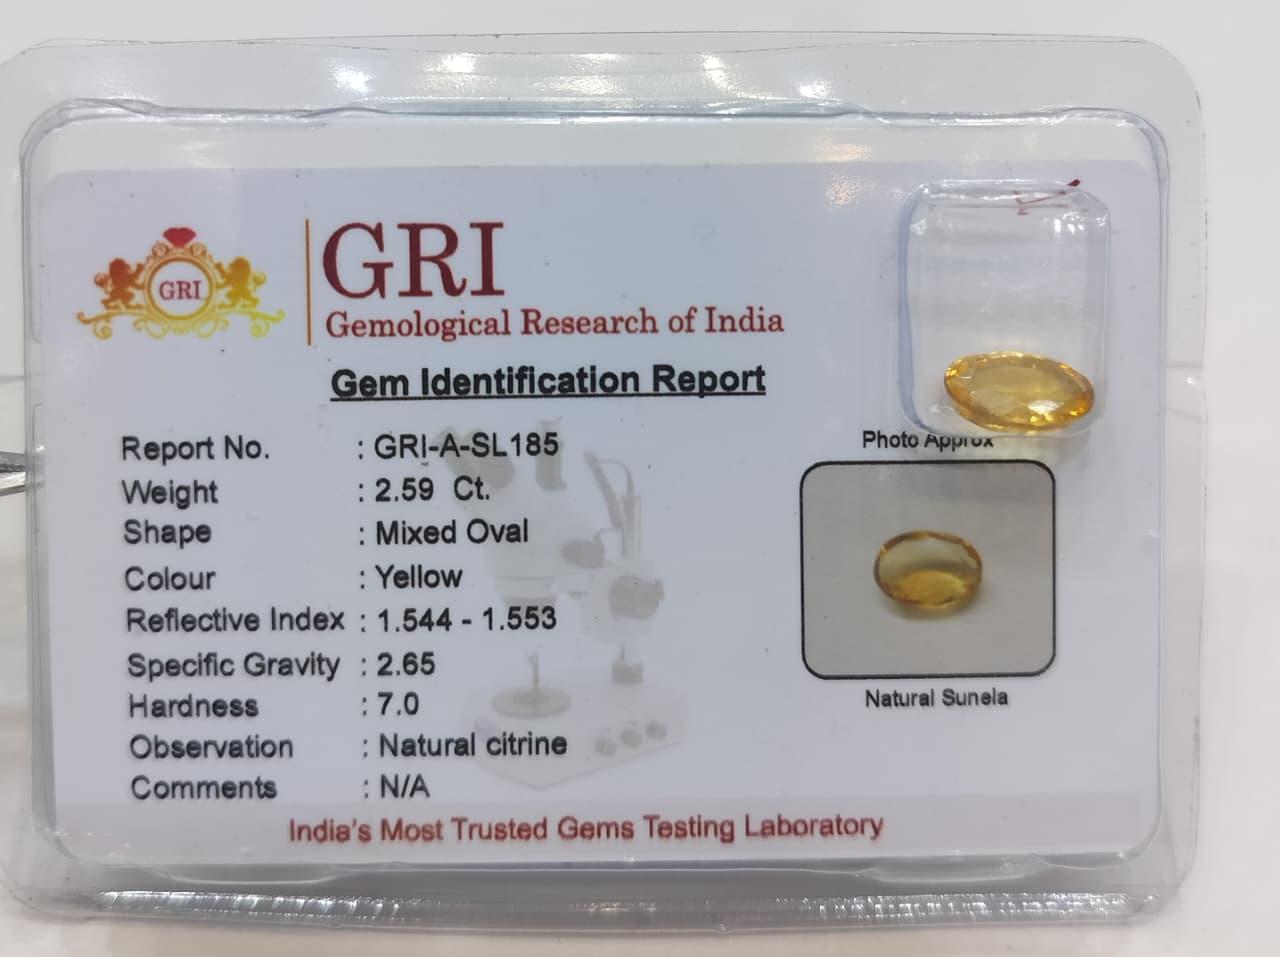 GRI
GRI
Gemological Research of India
Gem Identification Report
Report No. : GRI-A-SL185
Weight : 2.59 Ct.
Shape : Mixed Oval
Colour : Yellow
Reflective Index : 1.544 - 1.553
Specific Gravity : 2.65
Hardness : 7.0
Observation : Natural citrine
Comments : N/A
Photo Approx
Natural Sunela
India's Most Trusted Gems Testing Laboratory